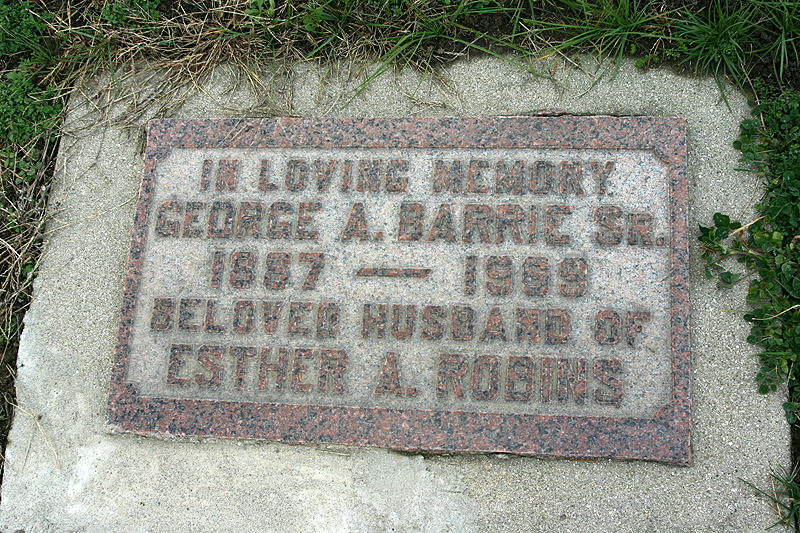 IN LOVING MEMORY
GEORGE A. BARRIE SR.
1887 — 1969
BELOVED HUSBAND OF
ESTHER A. ROBINS